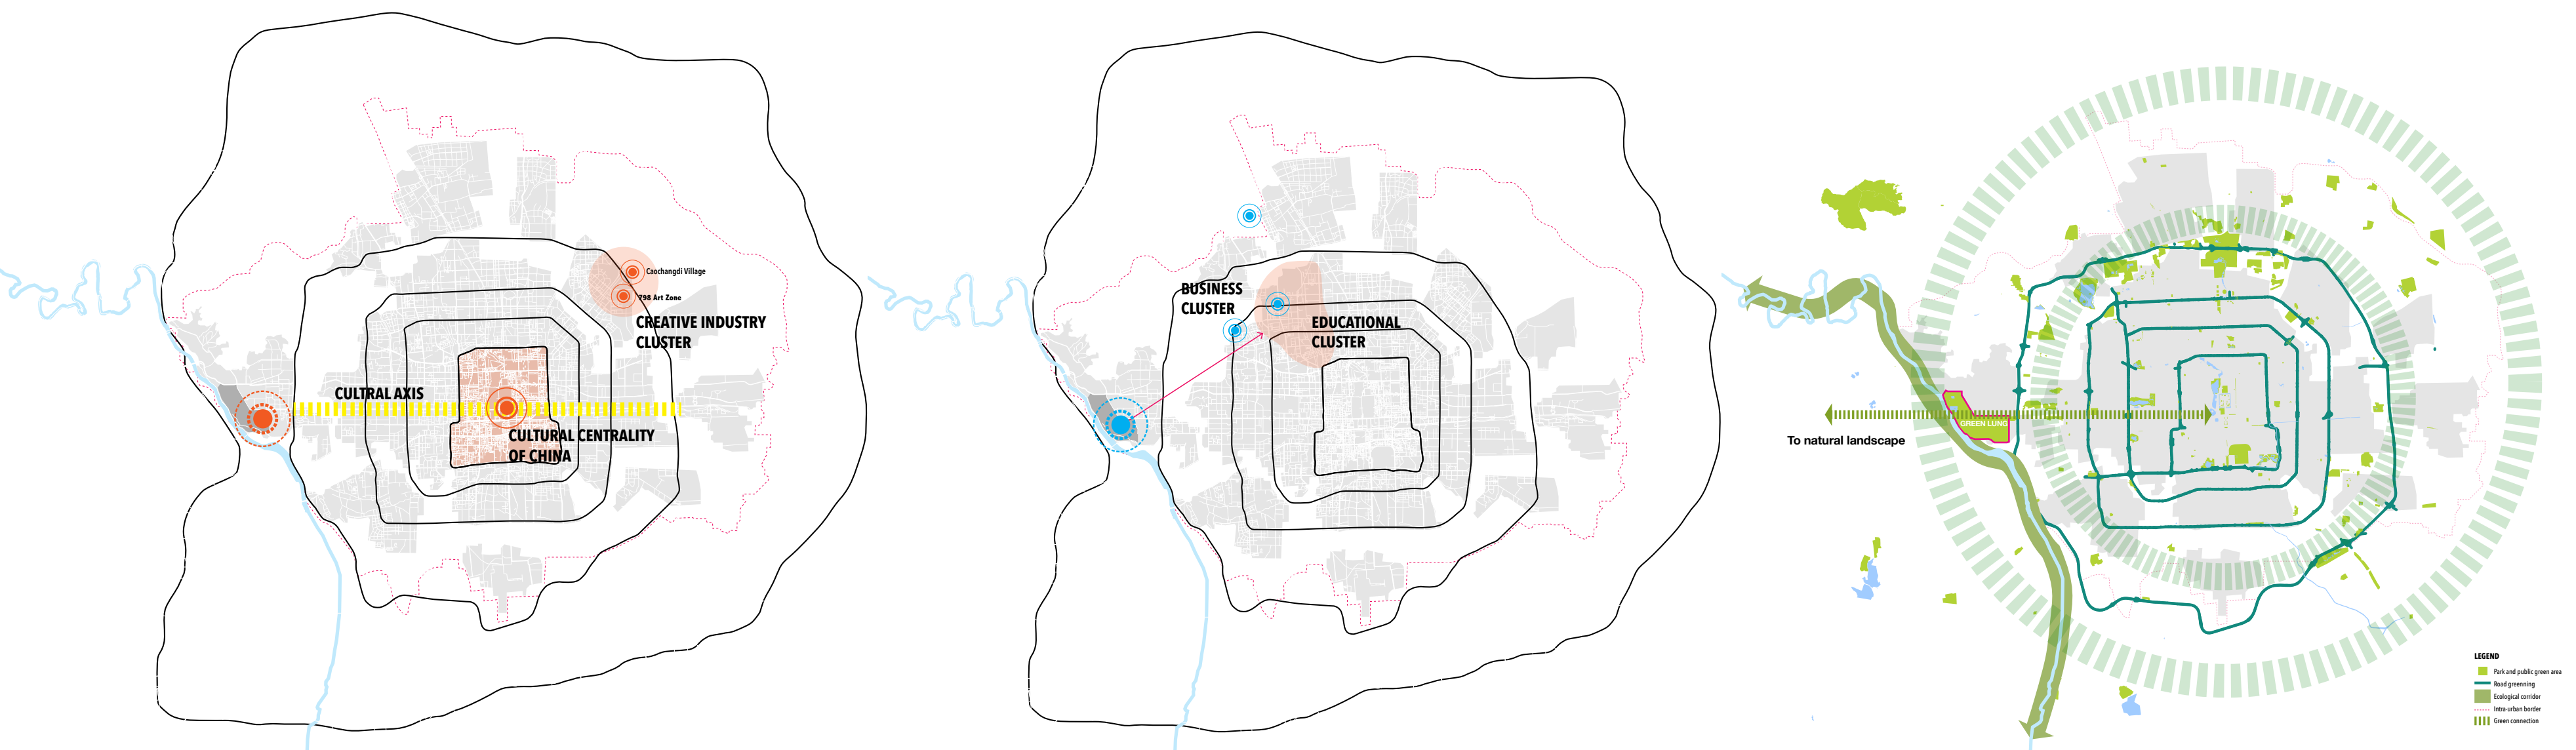 Caochangdi Village
798 Art Zone
CREATIVE INDUSTRY
CLUSTER
CULTRAL AXIS
CULTURAL CENTRALITY
OF CHINA
BUSINESS
CLUSTER
EDUCATIONAL
CLUSTER
GREEN LUNG
To natural landscape
LEGEND
Park and public green area
Road greenning
Ecological corridor
Intra-urban border
Green connection